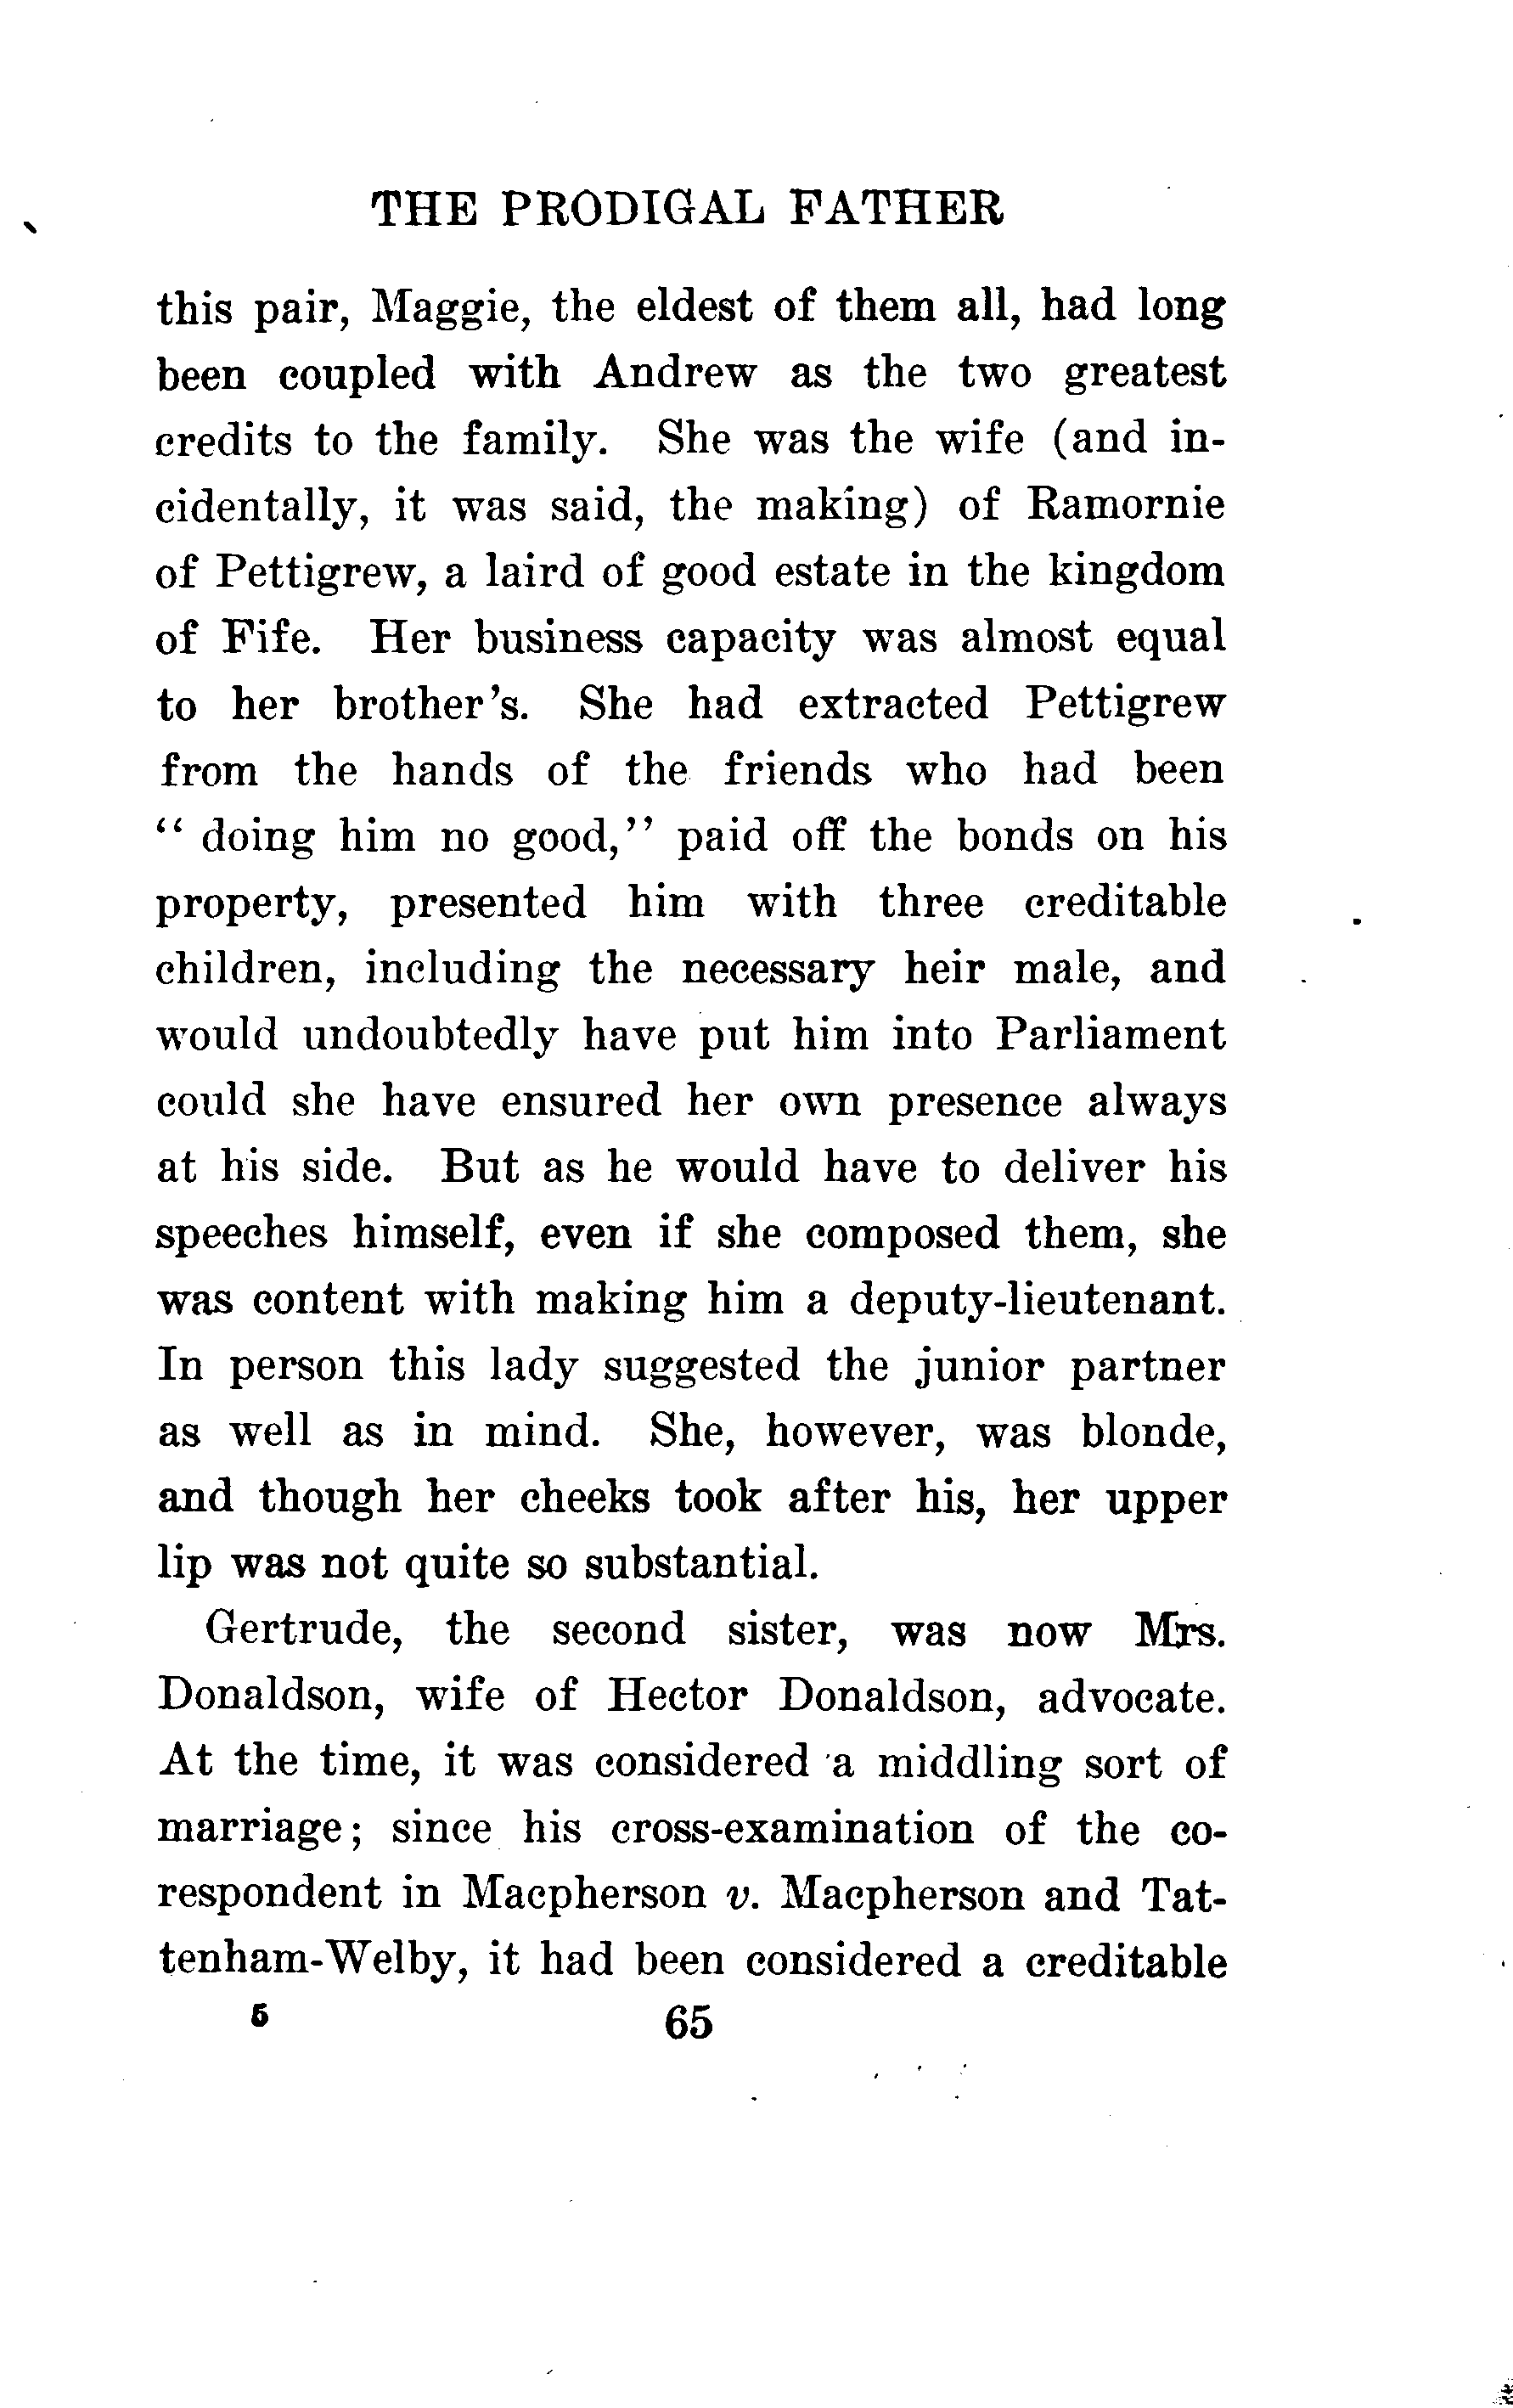 THE PRODIGAL FATHER
this pair, Maggie, the eldest of them all, had long
been coupled with Andrew as the two greatest
credits to the family. She was the wife (and in-
cidentally, it was said, the making) of Ramornie
of Pettigrew, a laird of good estate in the kingdom
of Fife. Her business capacity was almost equal
to her brother's. She had extracted Pettigrew
from the hands of the friends who had been
“ doing him no good,” paid off the bonds on his
property, presented him with three creditable
children, including the necessary heir male, and
would undoubtedly have put him into Parliament
could she have ensured her own presence always
at his side. But as he would have to deliver his
speeches himself, even if she composed them, she
was content with making him a deputy-lieutenant.
In person this lady suggested the junior partner
as well as in mind. She, however, was blonde,
and though her cheeks took after his, her upper
lip was not quite so substantial.
Gertrude, the second sister, was now Mrs.
Donaldson, wife of Hector Donaldson, advocate.
At the time, it was considered a middling sort of
marriage; since his cross-examination of the co-
respondent in Macpherson v. Macpherson and Tat-
tenham-Welby, it had been considered a creditable
5 65